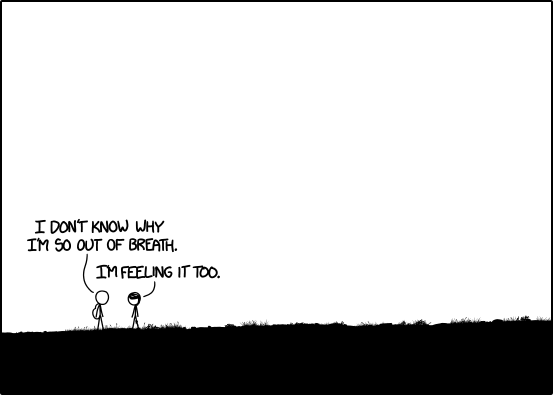 I DON'T KNOW WHY
I'M SO OUT OF BREATH.
I'M FEELING IT TOO.